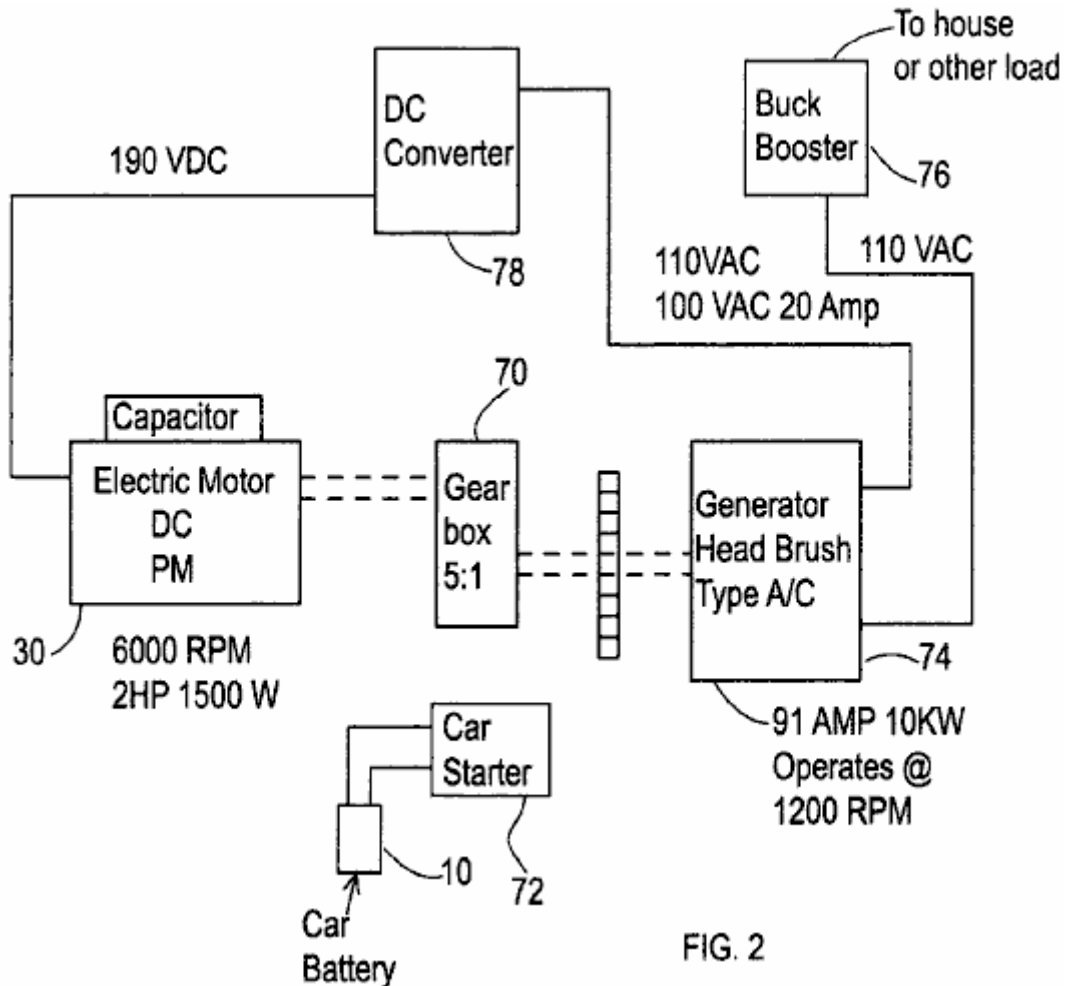 To house
or other load
DC
Converter
Buck
Booster
190 VDC
76
78
110VAC
100 VAC 20 Amp
110 VAC
70
Capacitor
Electric Motor
DC
PM
Gear
box
5:1
Generator
Head Brush
Type A/C
30
6000 RPM
2HP 1500 W
74
Car
Starter
91 AMP 10KW
Operates @
1200 RPM
10
72
Car
Battery
FIG. 2